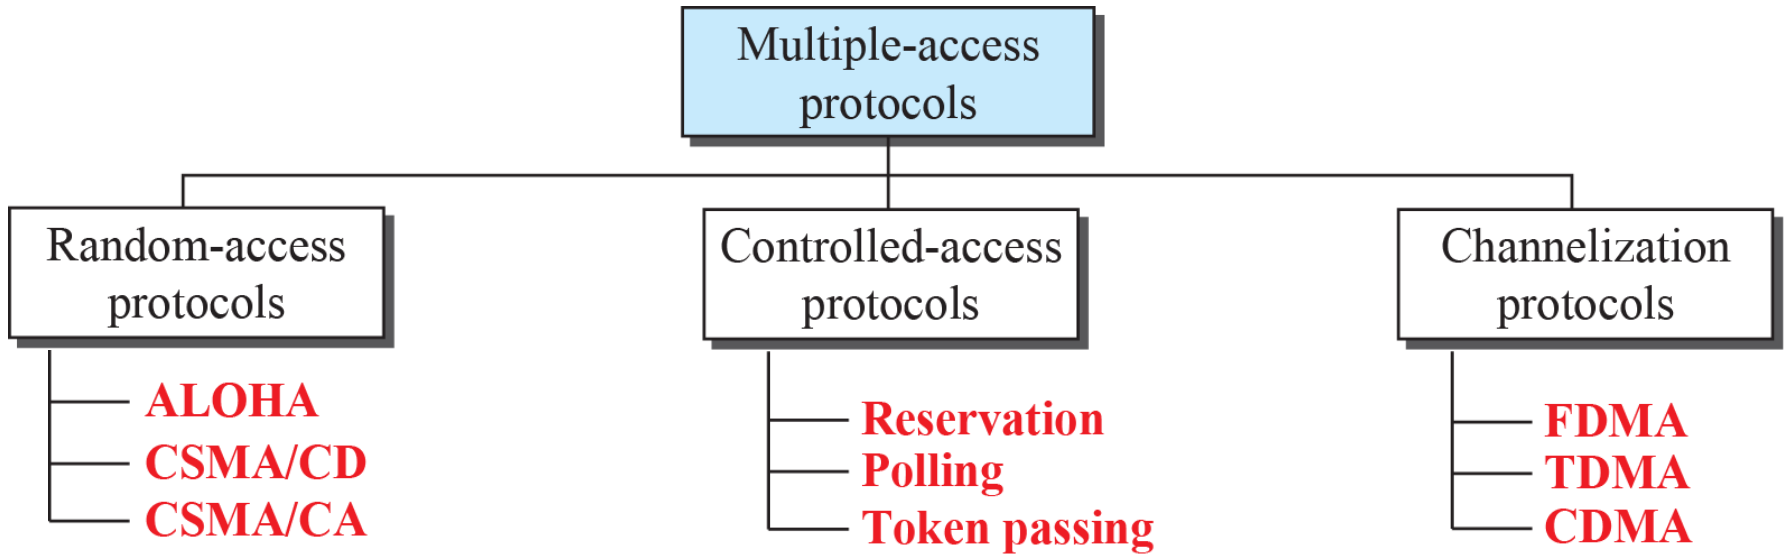 Multiple-access
protocols
Random-access
protocols
ALOHA
CSMA/CD
CSMA/CA
Controlled-access
protocols
Reservation
Polling
Token passing
Channelization
protocols
FDMA
TDMA
CDMA